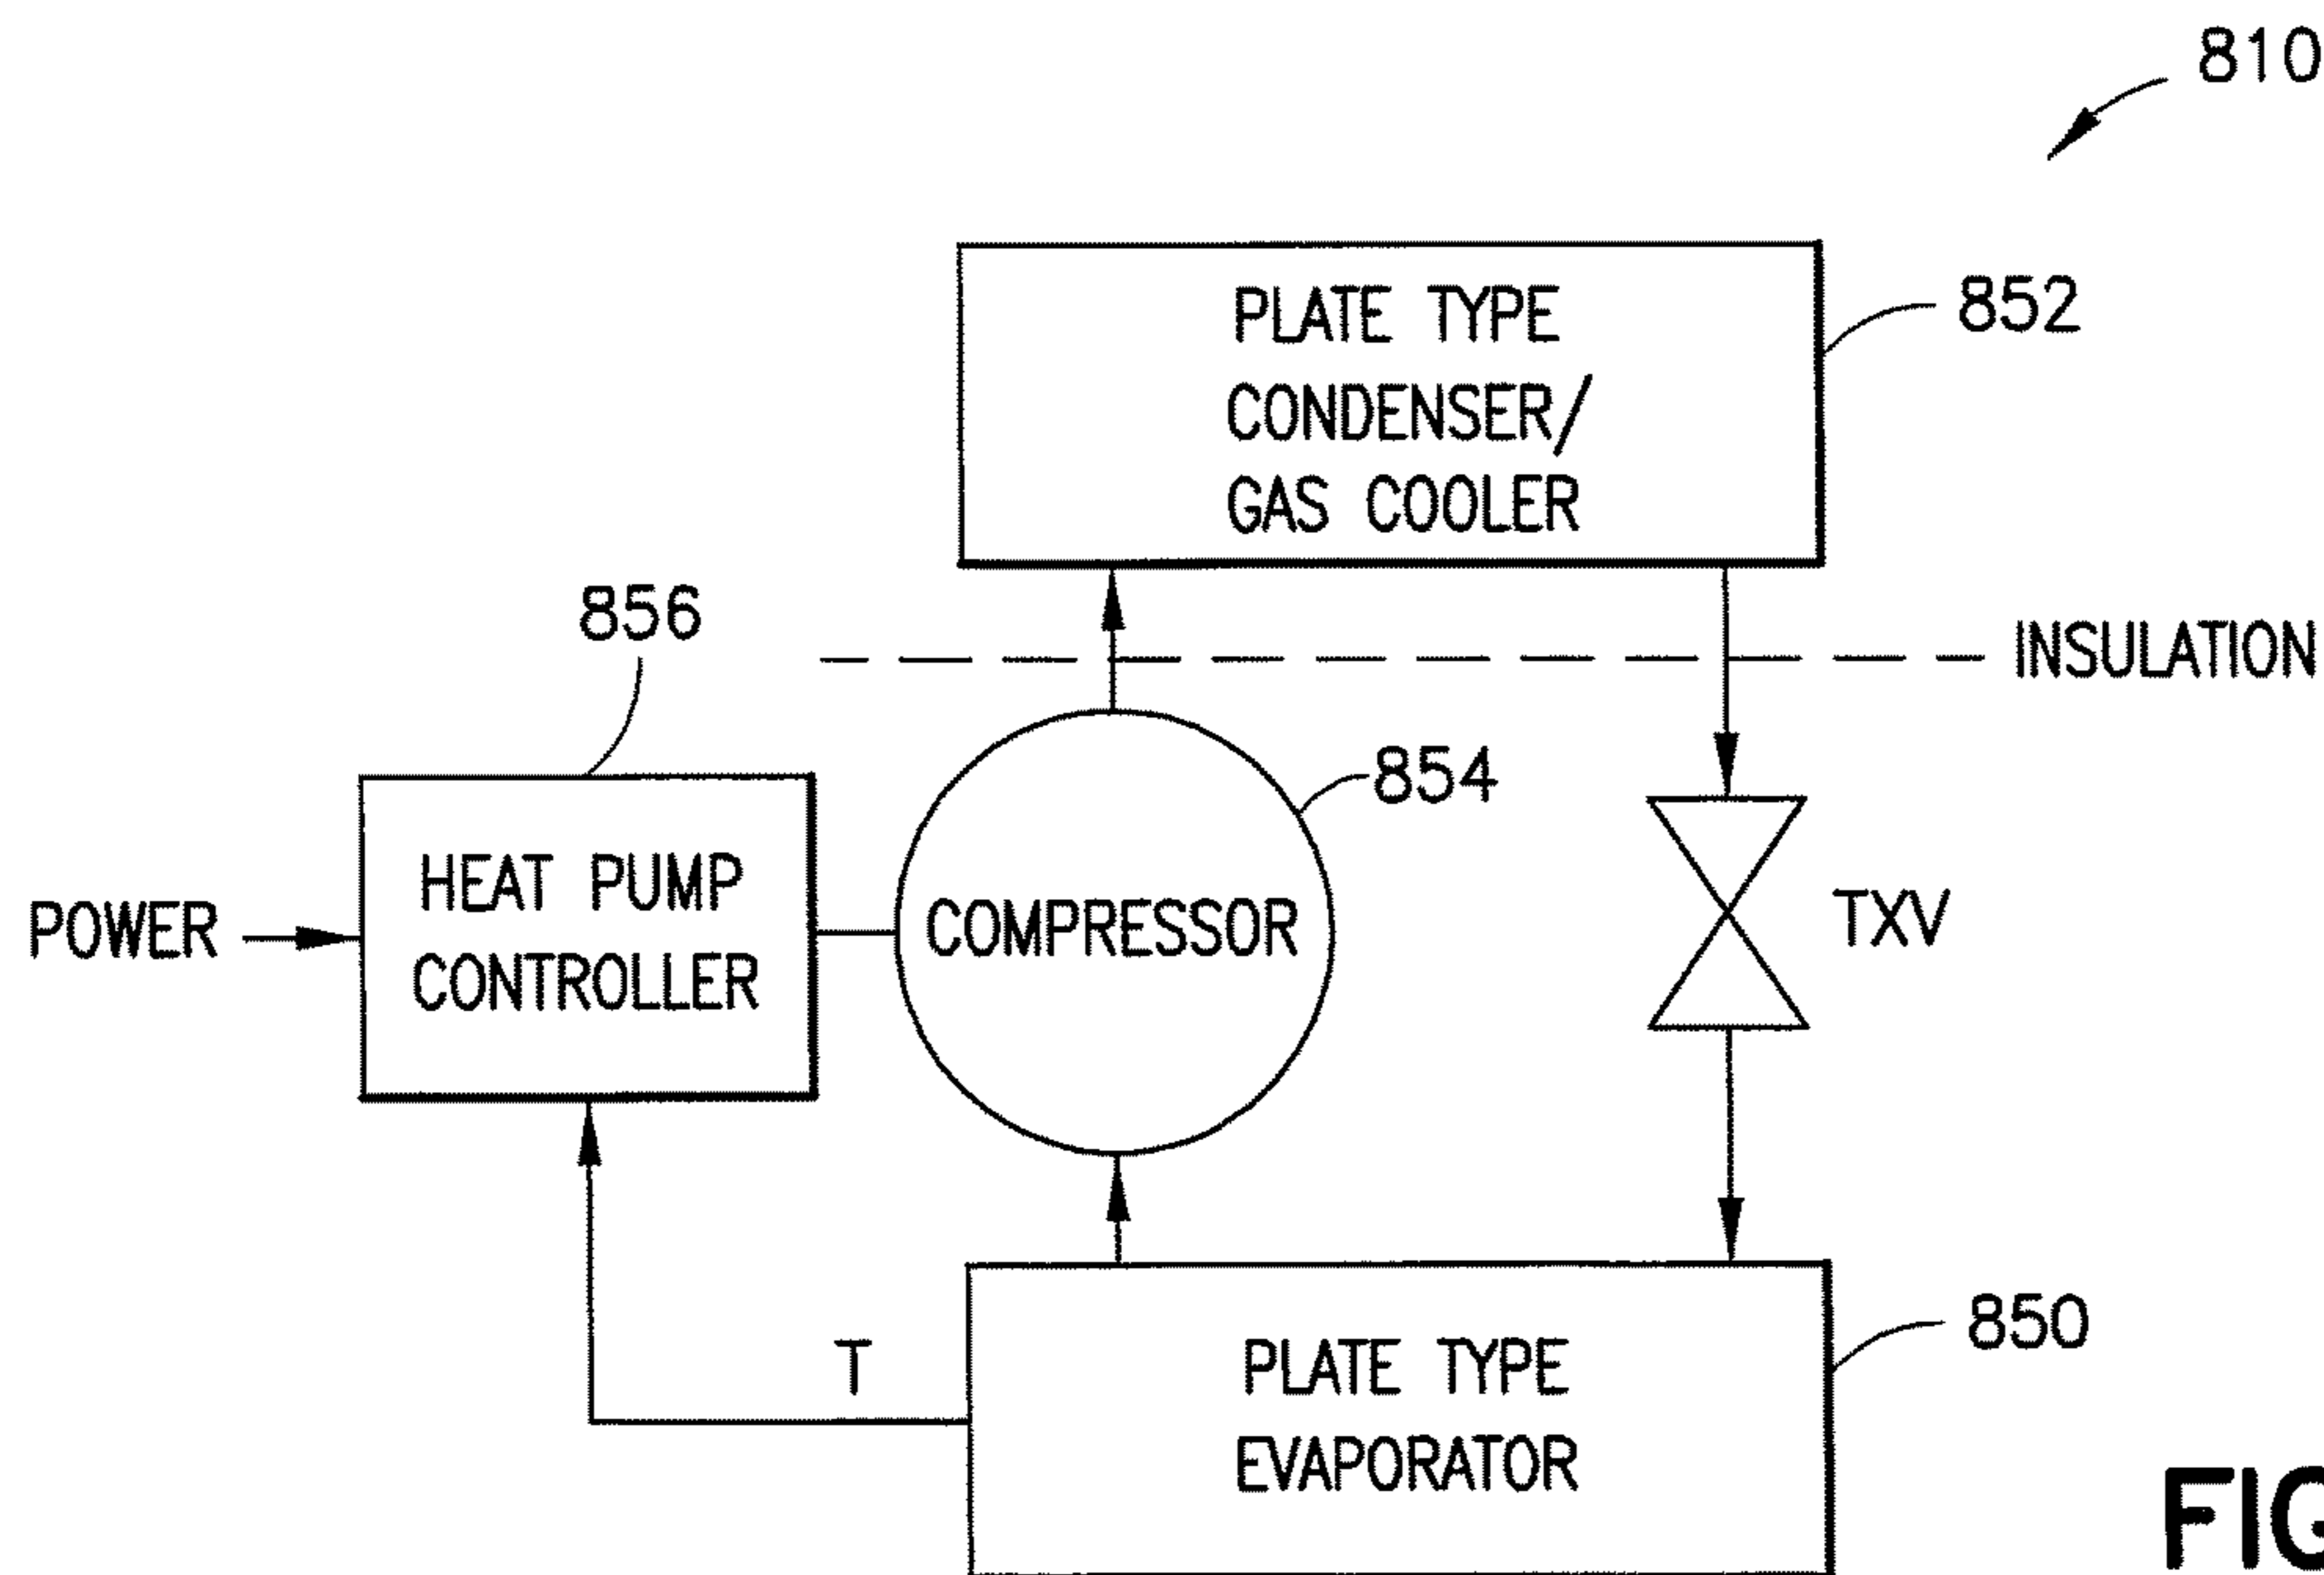 810
PLATE TYPE
CONDENSER/
GAS COOLER
852
856
INSULATION
854
HEAT PUMP
CONTROLLER
POWER
COMPRESSOR
TXV
T
PLATE TYPE
EVAPORATOR
850